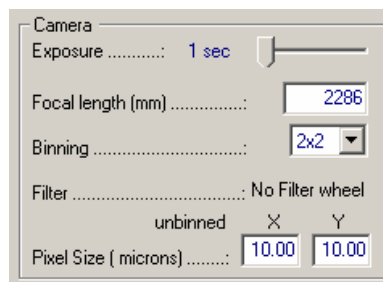 Camera
Exposure ...........: 1 sec
Focal length (mm) ...................: 2286
Binning ......................................: 2x2
Filter ...........................................: No Filter wheel
unbinned X Y
Pixel Size ( microns) ........: 10.00 10.00